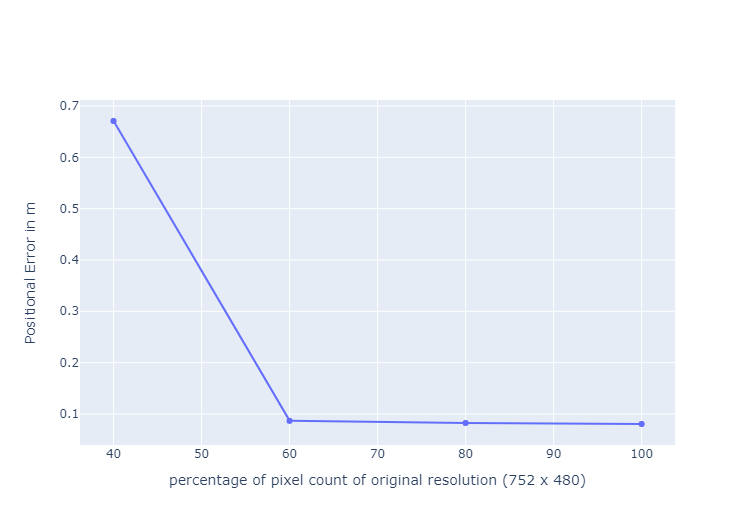 0.7
0.6
0.5
0.4
0.3
0.2
0.1
Positional Error in m
40 50 60 70 80 90 100
percentage of pixel count of original resolution (752 x 480)